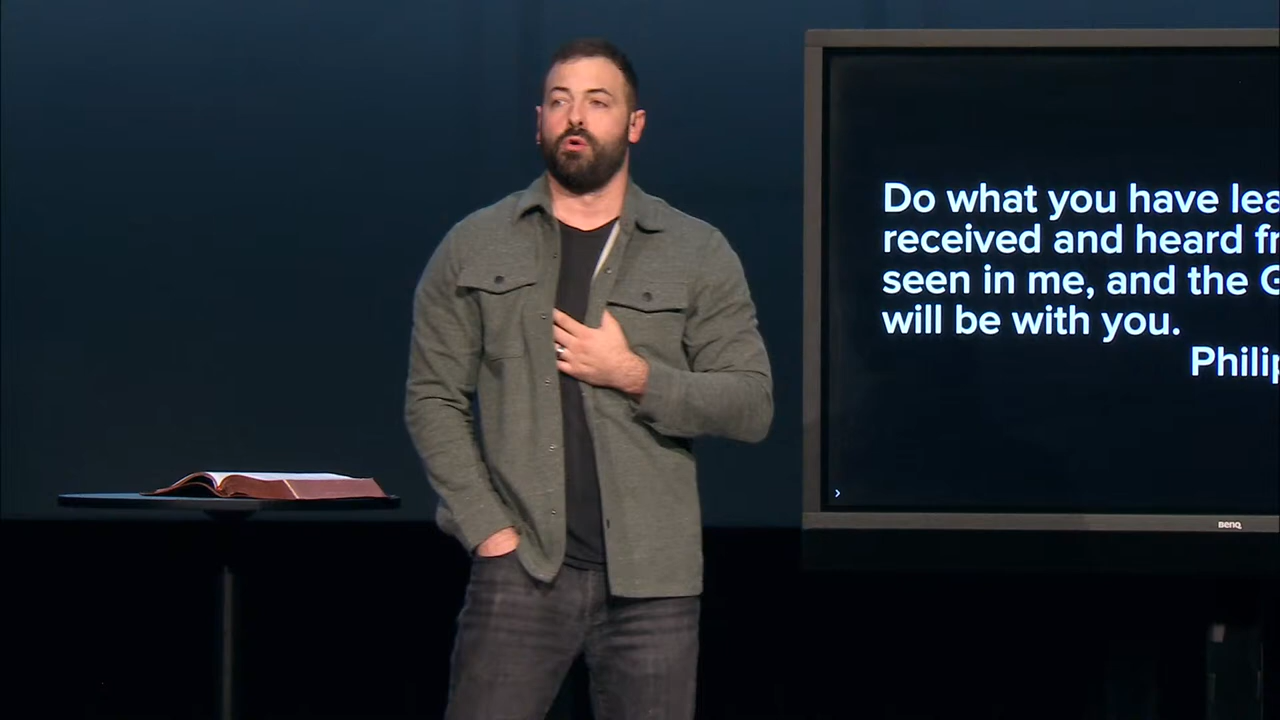 Do what you have lea
received and heard fr
seen in me, and the G
will be with you.
Philip
BenQ